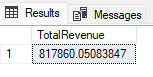 Results Messages
TotalRevenue
1 817860.05083847